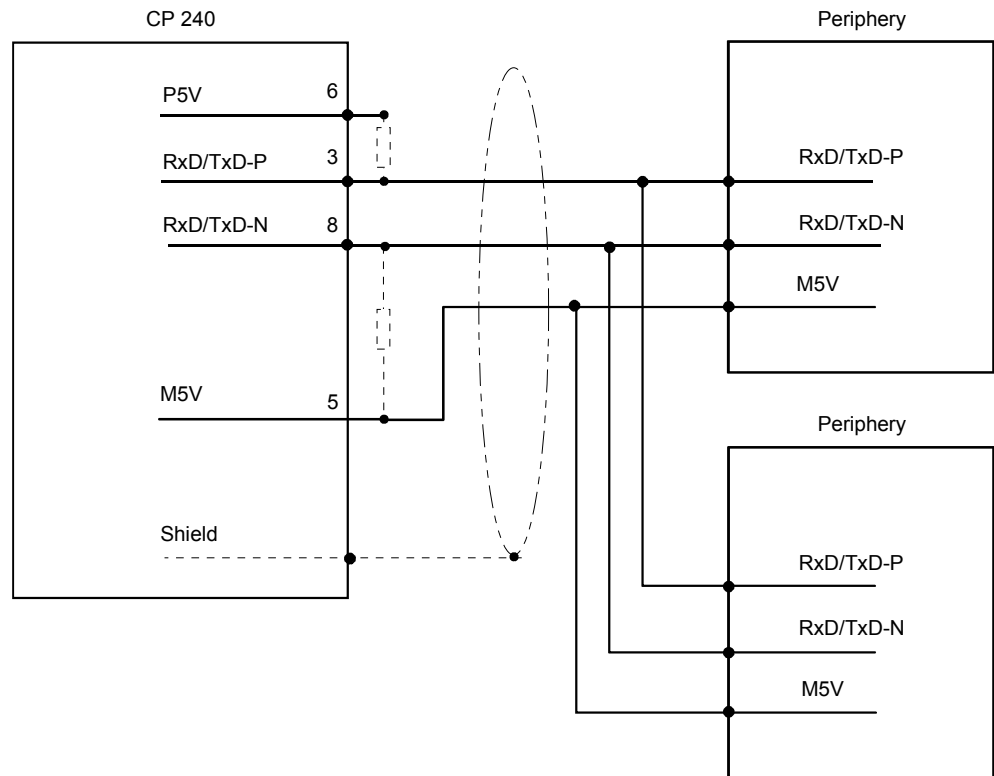 CP 240
Periphery
P5V
6
RxD/TxD-P
3
RxD/TxD-P
RxD/TxD-N
8
RxD/TxD-N
M5V
M5V
5
Periphery
Shield
RxD/TxD-P
RxD/TxD-N
M5V